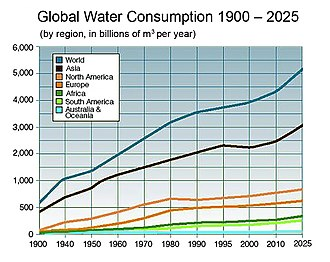 Global Water Consumption 1900 – 2025
(by region, in billions of m³ per year)
6,000
5,000
4,000
3,000
2,000
1,000
500
0
World
Asia
North America
Europe
Africa
South America
Australia &
Oceania
1900 1940 1950 1960 1970 1980 1990 1995 2000 2010 2025